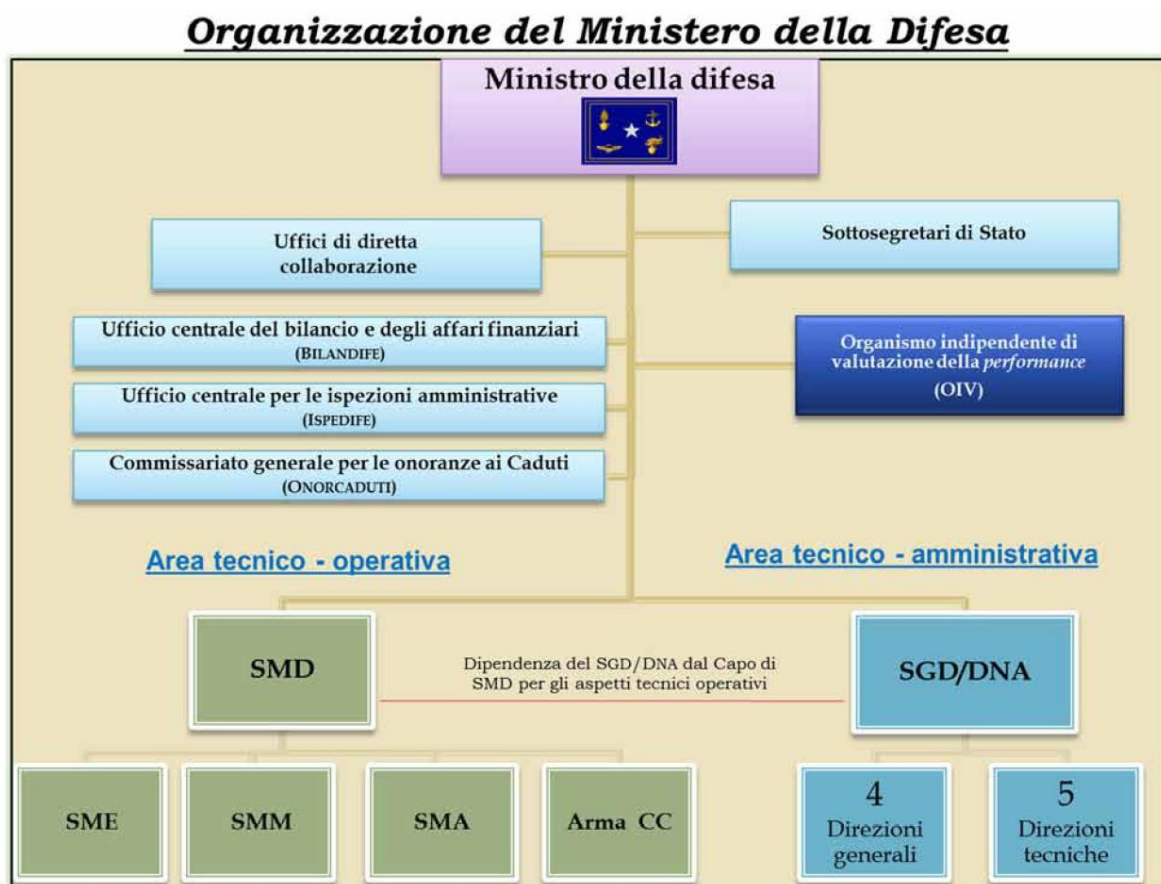 Organizzazione del Ministero della Difesa
Ministro della difesa
Uffici di diretta
collaborazione
Sottosegretari di Stato
Ufficio centrale del bilancio e degli affari finanziari
(BILANDIFE)
Organismo indipendente di
valutazione della performance
(OIV)
Ufficio centrale per le ispezioni amministrative
(ISPEDIFE)
Commissariato generale per le onoranze ai Caduti
(ONORCADUTI)
Area tecnico - operativa
Area tecnico - amministrativa
SMD
Dipendenza del SGD/DNA dal Capo di
SMD per gli aspetti tecnici operativi
SGD/DNA
SME
SMM
SMA
Arma CC
4
Direzioni
generali
5
Direzioni
tecniche